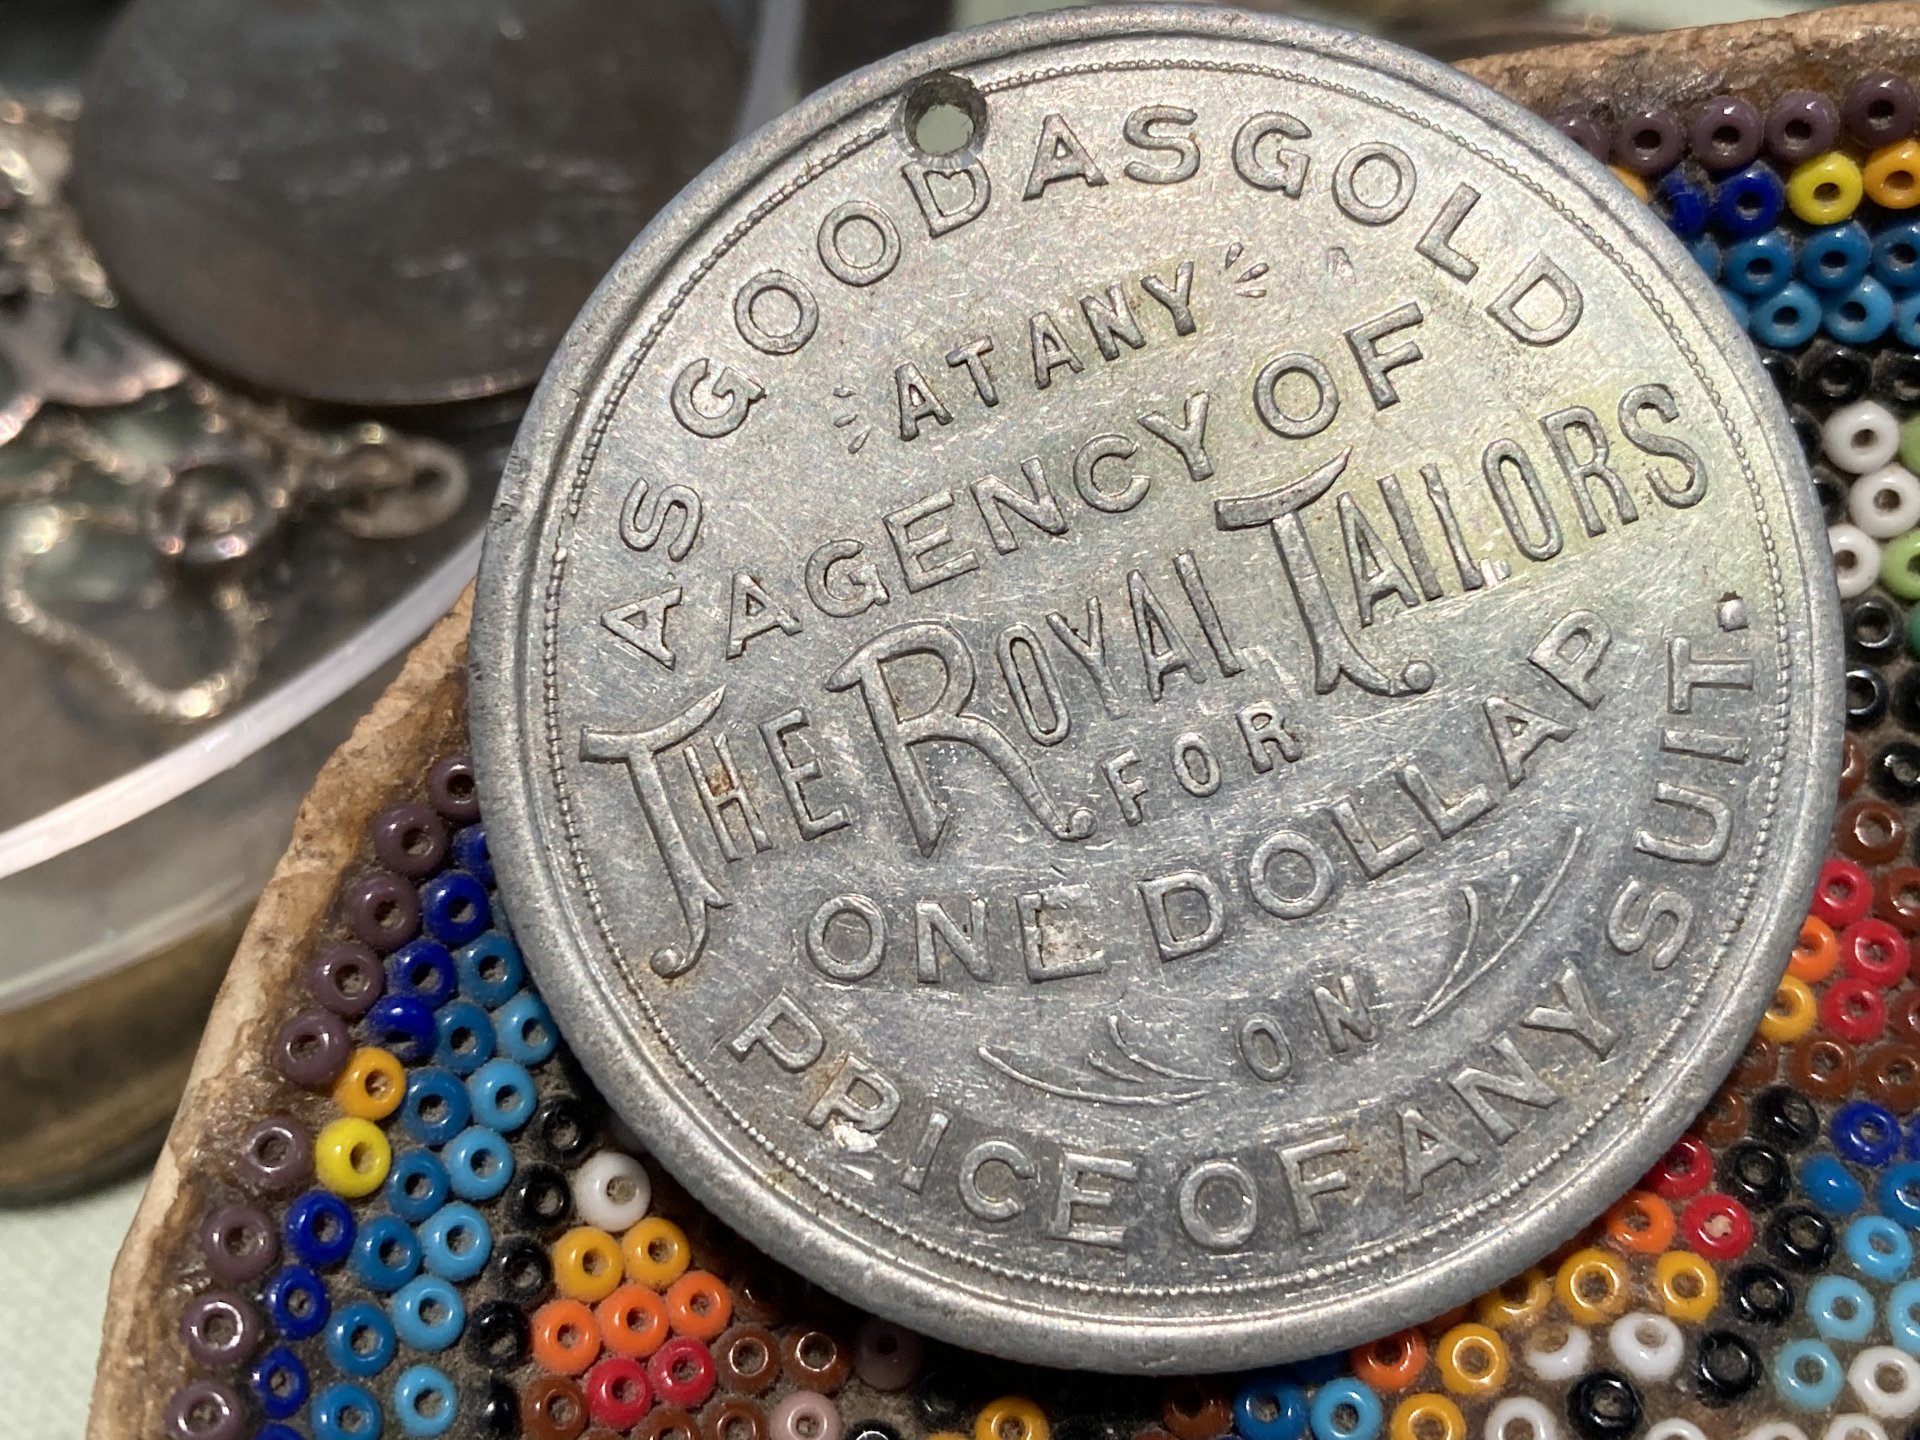 AS GOOD AS GOLD
AT ANY
AGENCY OF
THE ROYAL TAILORS
FOR
ONE DOLLAR
ON
PRICE OF ANY SUIT.